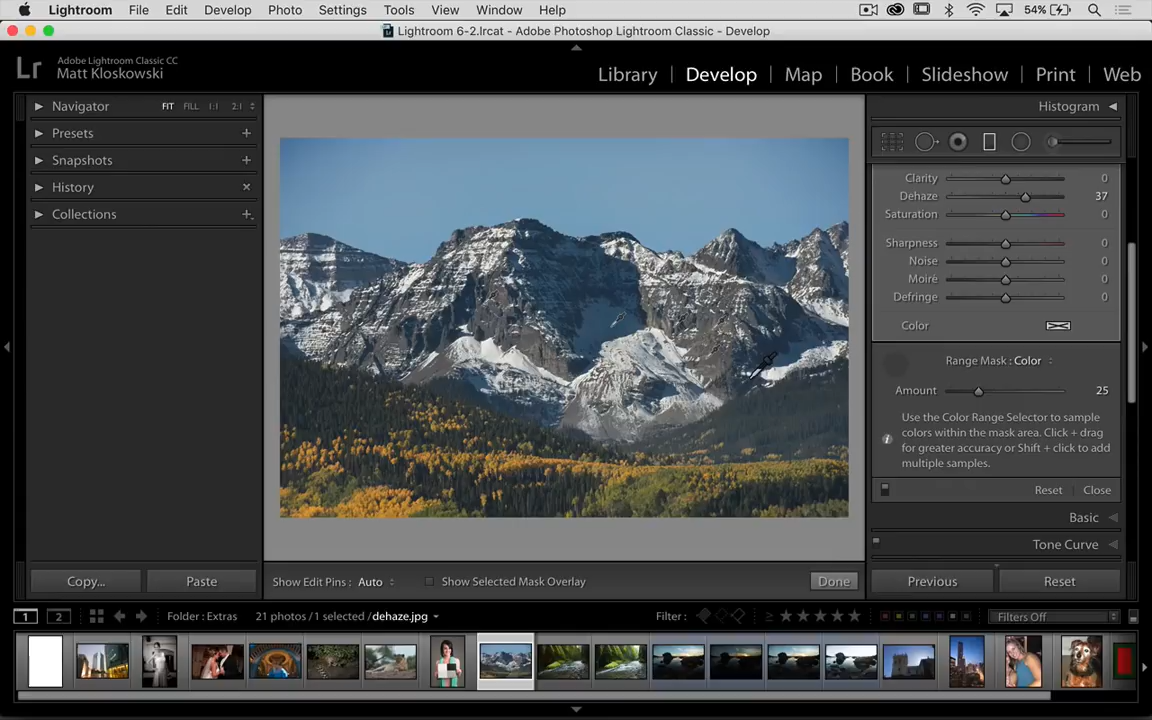 Lightroom File Edit Develop Photo Settings Tools View Window Help 54%
Lightroom 6-2.lrcat - Adobe Photoshop Lightroom Classic - Develop
Lr
Adobe Lightroom Classic CC
Matt Kloskowski
Library Develop Map Book Slideshow Print Web
Navigator FIT FILL 1:1 2:1
Presets
Snapshots
History
Collections
Histogram
Clarity 0
Dehaze 37
Saturation 0
Sharpness 0
Noise 0
Moiré 0
Defringe 0
Color
Range Mask : Color
Amount 25
Use the Color Range Selector to sample
colors within the mask area. Click + drag
for greater accuracy or Shift + click to add
multiple samples.
Reset Close
Basic
Tone Curve
Copy... Paste
Show Edit Pins : Auto Show Selected Mask Overlay Done
Previous Reset
1 2 Folder : Extras 21 photos / 1 selected / dehaze.jpg Filter : Filters Off